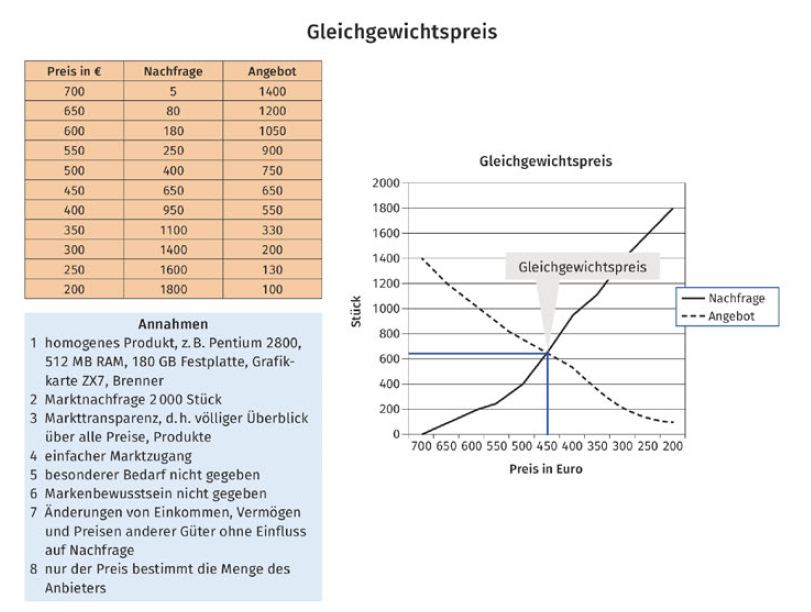 Gleichgewichtspreis
Preis in € Nachfrage Angebot
700 5 1400
650 80 1200
600 180 1050
550 250 900
500 400 750
450 650 650
400 950 550
350 1100 330
300 1400 200
250 1600 130
200 1800 100
Annahmen
1 homogenes Produkt, z. B. Pentium 2800,
512 MB RAM, 180 GB Festplatte, Grafik-
karte ZX7, Brenner
2 Marktnachfrage 2 000 Stück
3 Markttransparenz, d. h. völliger Überblick
über alle Preise, Produkte
4 einfacher Marktzugang
5 besonderer Bedarf nicht gegeben
6 Markenbewusstsein nicht gegeben
7 Änderungen von Einkommen, Vermögen
und Preisen anderer Güter ohne Einfluss
auf Nachfrage
8 nur der Preis bestimmt die Menge des
Anbieters
Gleichgewichtspreis
2000
1800
1600
1400
1200
1000
800
600
400
200
0
Stück
Gleichgewichtspreis
Nachfrage
Angebot
700 650 600 550 500 450 400 350 300 250 200
Preis in Euro